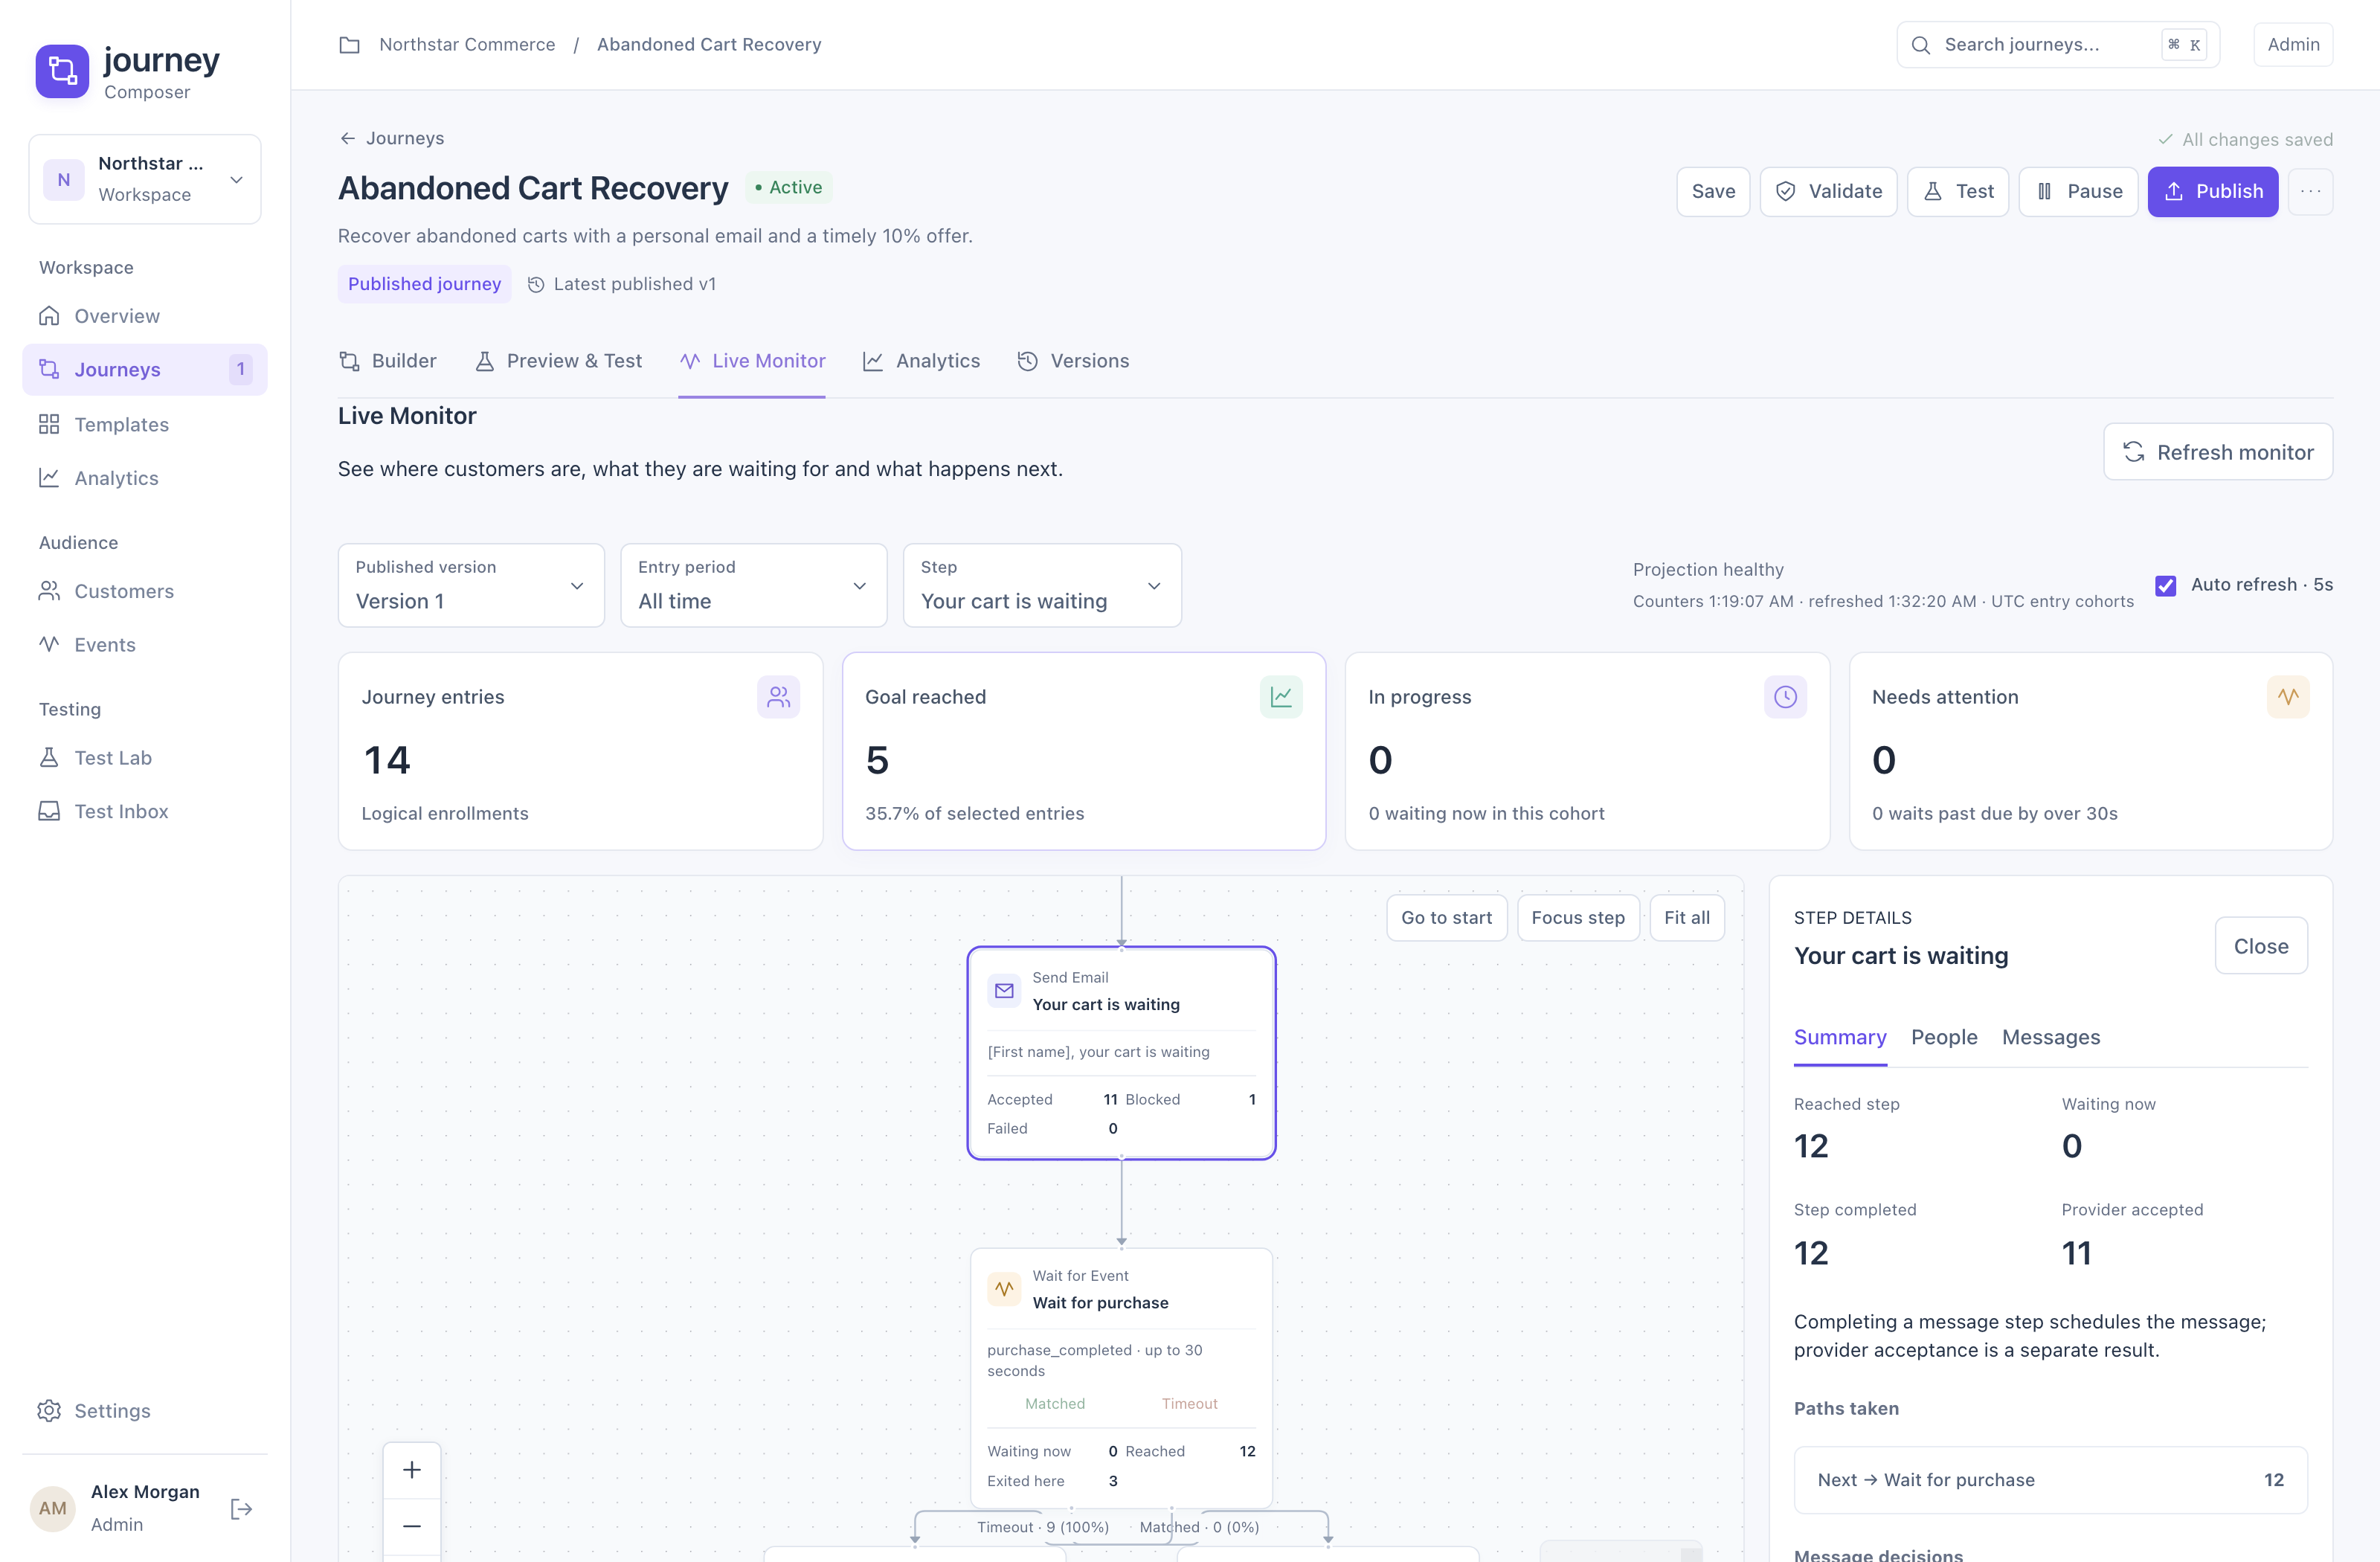 journey
Composer
N
Northstar ...
Workspace
Workspace
Overview
Journeys
1
Templates
Analytics
Audience
Customers
Events
Testing
Test Lab
Test Inbox
Settings
AM
Alex Morgan
Admin
Northstar Commerce / Abandoned Cart Recovery
Search journeys...
⌘ K
Admin
← Journeys
All changes saved
Abandoned Cart Recovery
• Active
Save
Validate
Test
Pause
Publish
...
Recover abandoned carts with a personal email and a timely 10% offer.
Published journey
Latest published v1
Builder
Preview & Test
Live Monitor
Analytics
Versions
Live Monitor
See where customers are, what they are waiting for and what happens next.
Refresh monitor
Published version
Version 1
Entry period
All time
Step
Your cart is waiting
Projection healthy
Counters 1:19:07 AM · refreshed 1:32:20 AM · UTC entry cohorts
Auto refresh · 5s
Journey entries
14
Logical enrollments
Goal reached
5
35.7% of selected entries
In progress
0
0 waiting now in this cohort
Needs attention
0
0 waits past due by over 30s
Go to start
Focus step
Fit all
Send Email
Your cart is waiting
[First name], your cart is waiting
Accepted 11 Blocked 1
Failed 0
Wait for Event
Wait for purchase
purchase_completed · up to 30
seconds
Matched
Timeout
Waiting now 0 Reached 12
Exited here 3
Timeout · 9 (100%)
Matched · 0 (0%)
+
−
STEP DETAILS
Your cart is waiting
Close
Summary
People
Messages
Reached step
12
Waiting now
0
Step completed
12
Provider accepted
11
Completing a message step schedules the message;
provider acceptance is a separate result.
Paths taken
Next → Wait for purchase 12
Message decisions